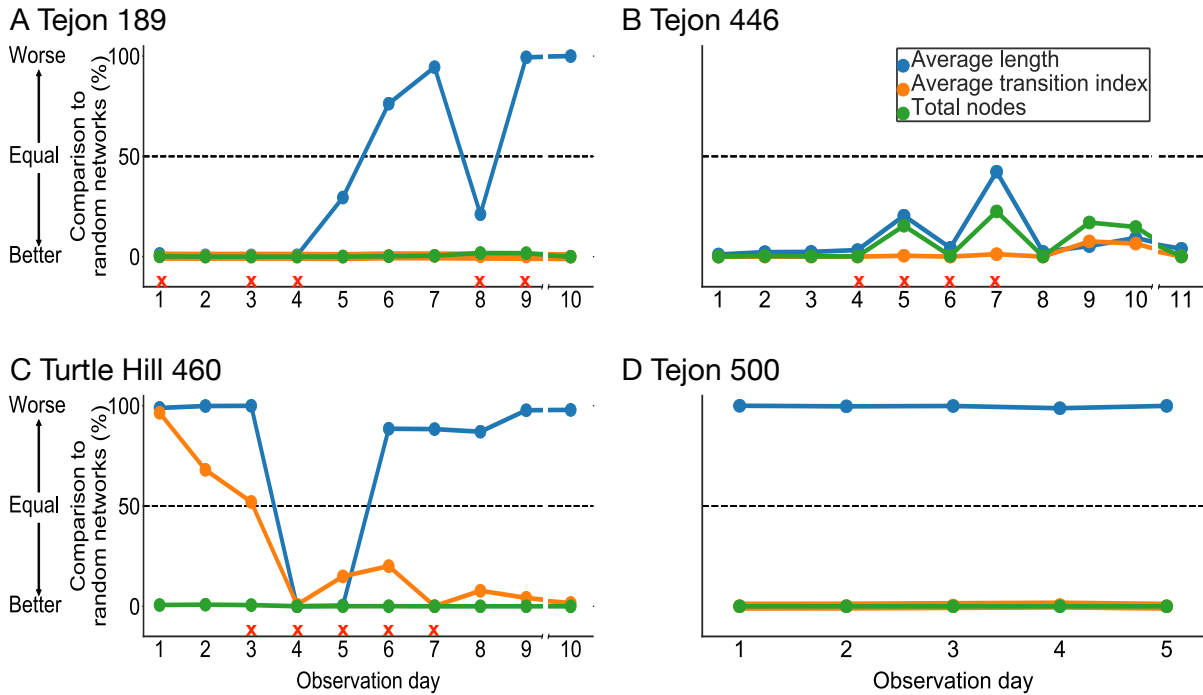 A Tejon 189
Worse
Equal
Better
Comparison to
random networks (%)
100
50
0
x x x x x
1 2 3 4 5 6 7 8 9 10
B Tejon 446
Average length
Average transition index
Total nodes
x x x x
1 2 3 4 5 6 7 8 9 10 11
C Turtle Hill 460
Worse
Equal
Better
Comparison to
random networks (%)
100
50
0
x x x x x
1 2 3 4 5 6 7 8 9 10
Observation day
D Tejon 500
1 2 3 4 5
Observation day